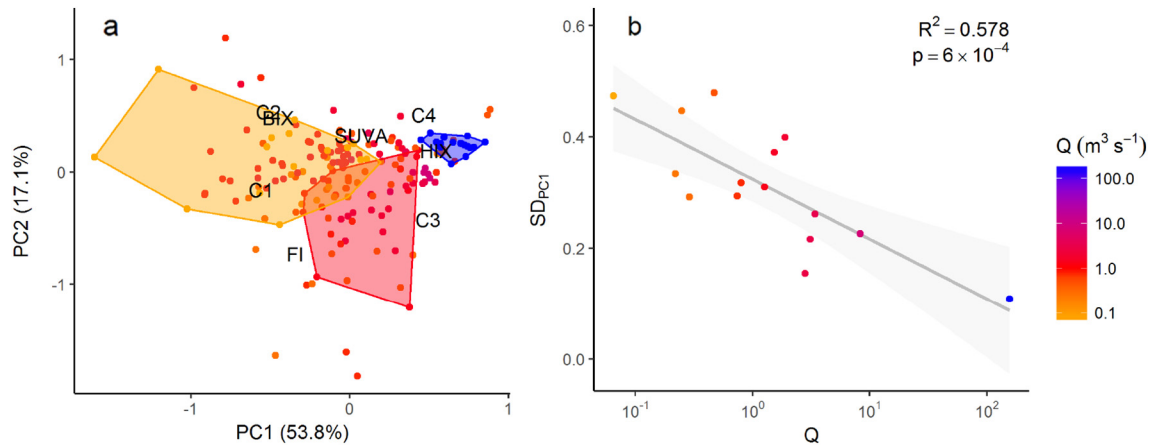 a
C2
BIX
SUVA
C4
HIX
C1
C3
FI
PC2 (17.1%)
1
0
-1
-1
0
1
PC1 (53.8%)
b
R² = 0.578
p = 6 × 10⁻⁴
SD_PC1
0.6
0.4
0.2
0.0
10⁻¹
10⁰
10¹
10²
Q
Q (m³ s⁻¹)
100.0
10.0
1.0
0.1